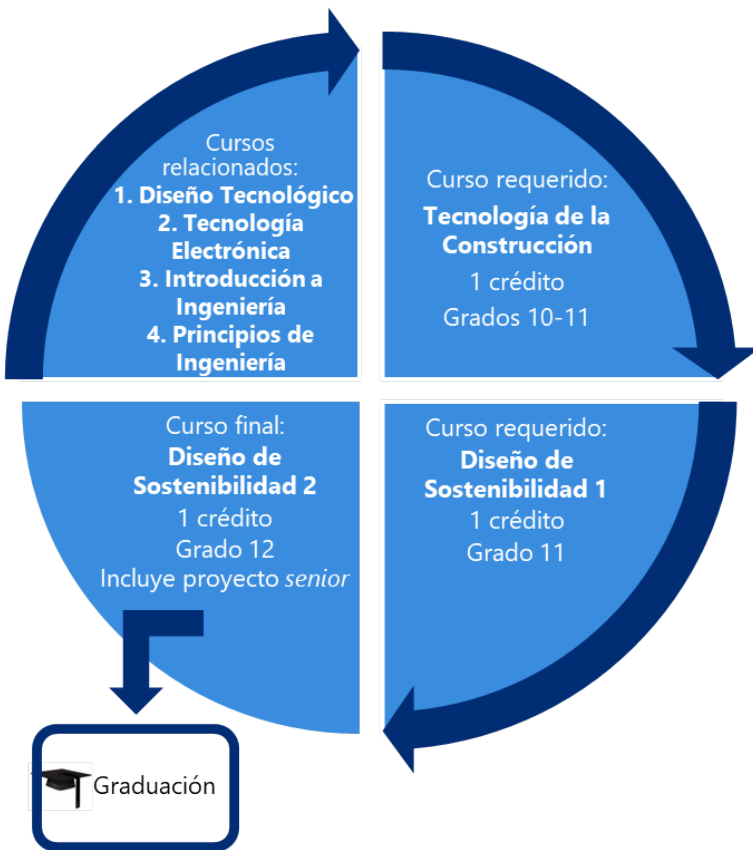 Cursos
relacionados:
1. Diseño Tecnológico
2. Tecnología
Electrónica
3. Introducción a
Ingeniería
4. Principios de
Ingeniería
Curso requerido:
Tecnología de la
Construcción
1 crédito
Grados 10-11
Curso requerido:
Diseño de
Sostenibilidad 1
1 crédito
Grado 11
Curso final:
Diseño de
Sostenibilidad 2
1 crédito
Grado 12
Incluye proyecto senior
Graduación